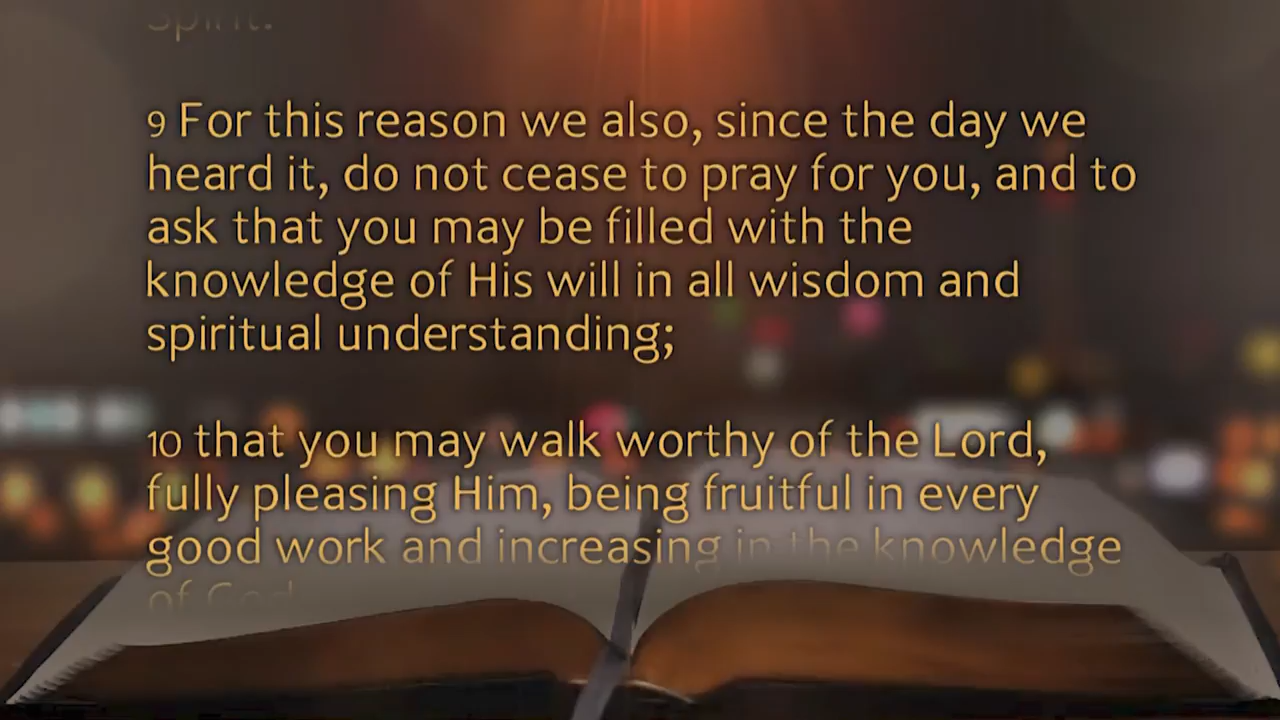 Spirit.
9 For this reason we also, since the day we
heard it, do not cease to pray for you, and to
ask that you may be filled with the
knowledge of His will in all wisdom and
spiritual understanding;
10 that you may walk worthy of the Lord,
fully pleasing Him, being fruitful in every
good work and increasing in the knowledge
of God